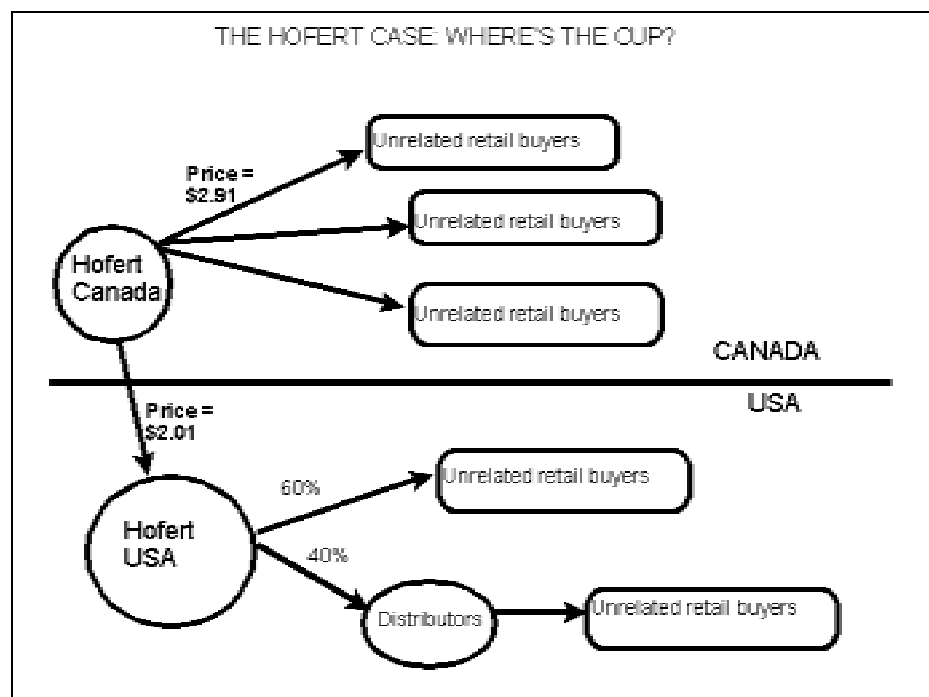 THE HOFERT CASE: WHERE'S THE CUP?
Unrelated retail buyers
Price =
$2.91
Unrelated retail buyers
Hofert
Canada
Unrelated retail buyers
CANADA
USA
Price =
$2.01
Unrelated retail buyers
60%
Hofert
USA
40%
Distributors
Unrelated retail buyers